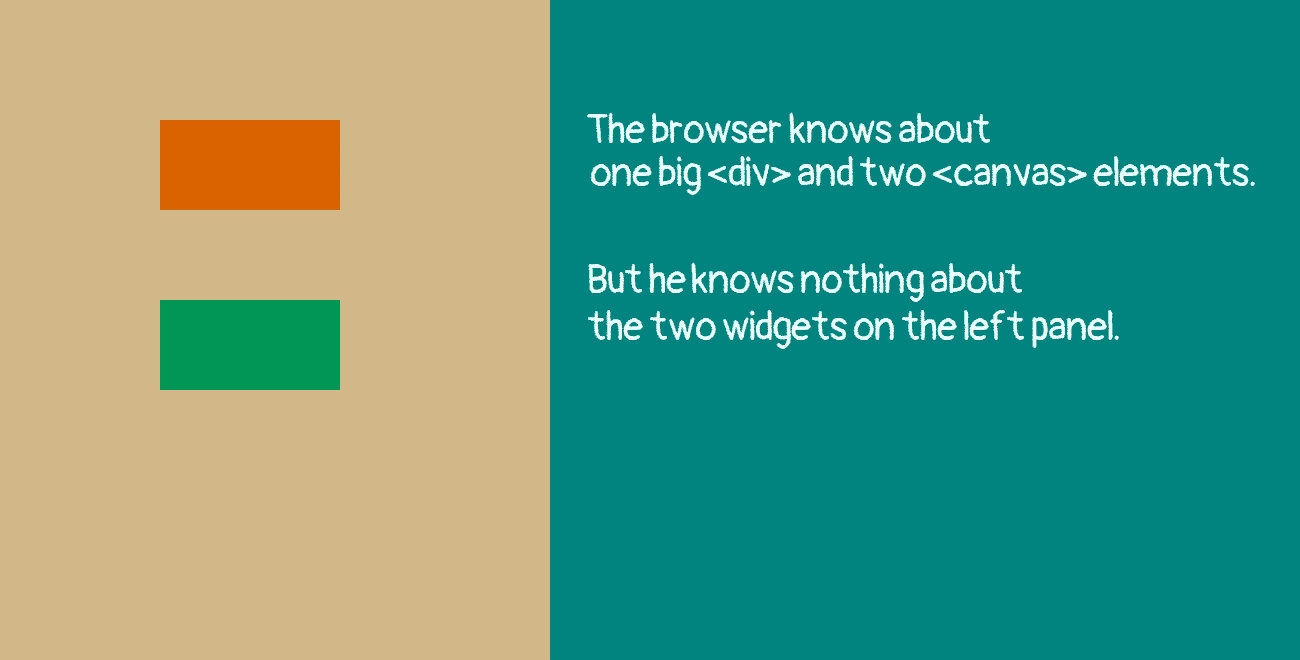 The browser knows about
one big <div> and two <canvas> elements.
But he knows nothing about
the two widgets on the left panel.